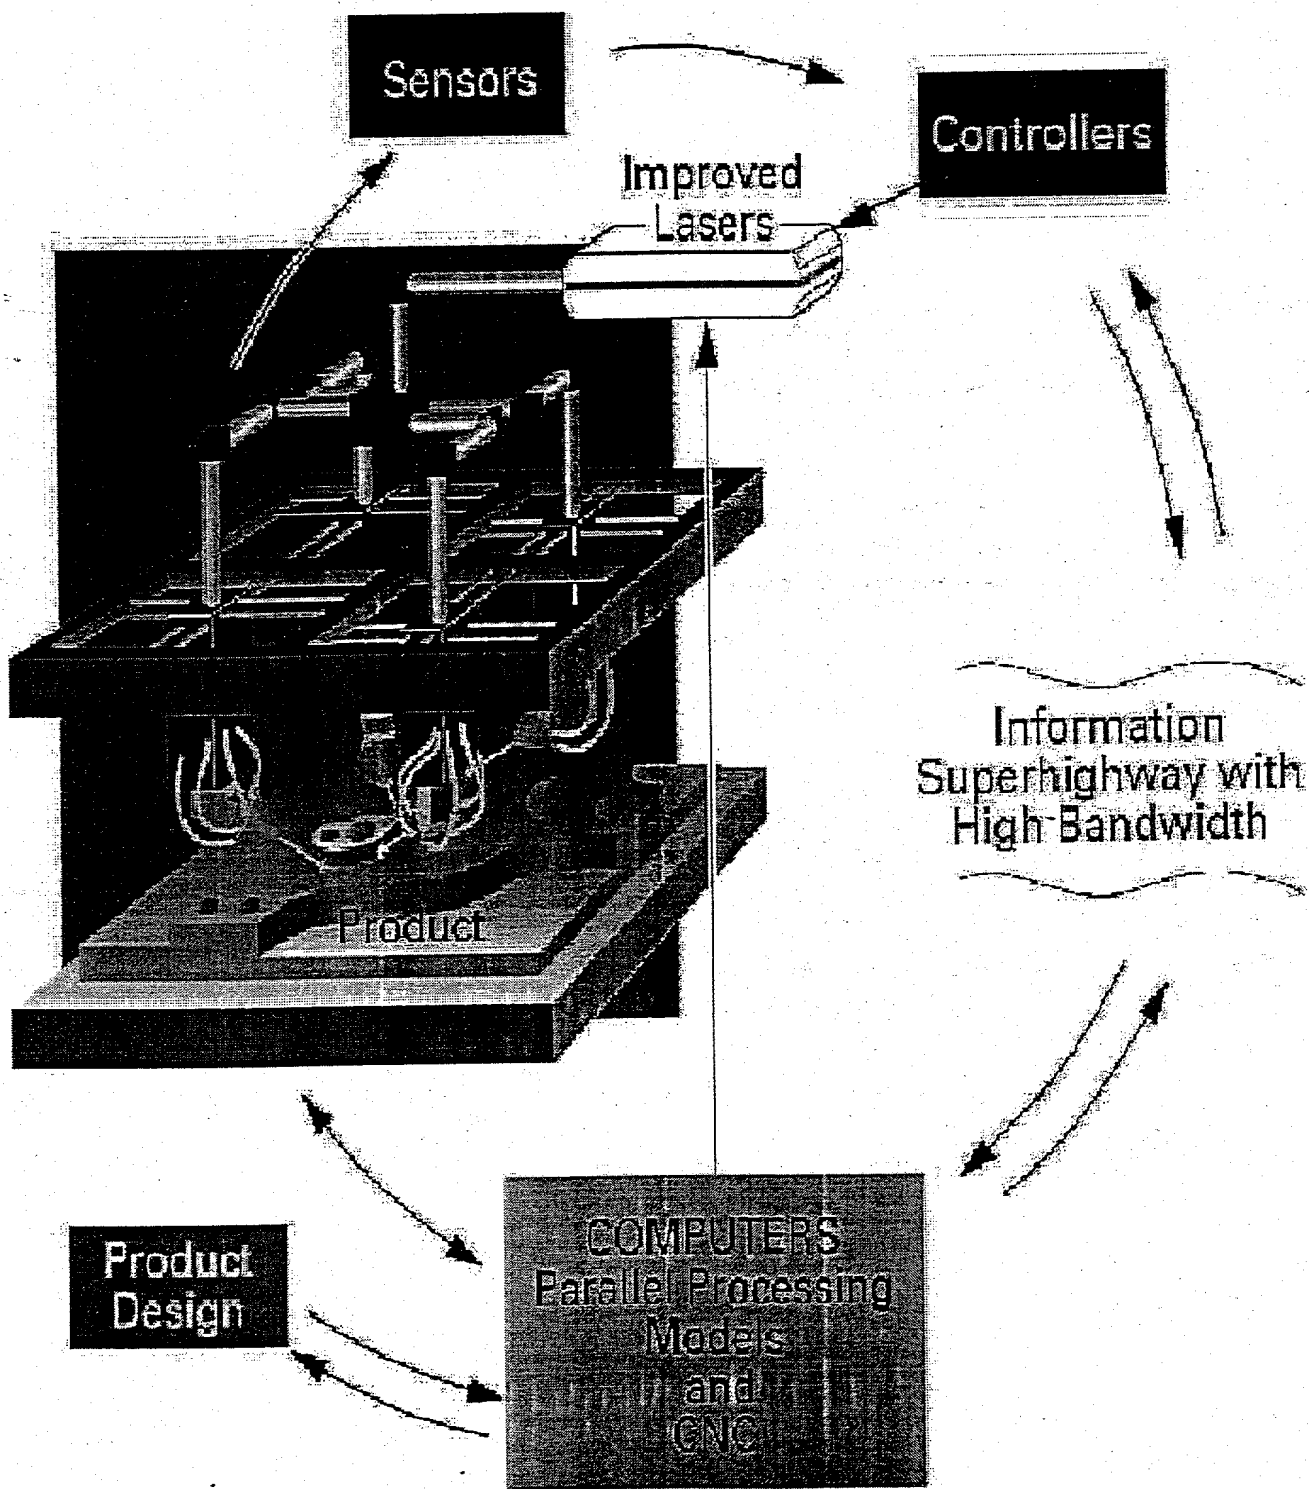 Sensors
Controllers
Improved
Lasers
Information
Superhighway with
High Bandwidth
Product
Product
Design
COMPUTERS
Parallel Processing
Models
and
CNC